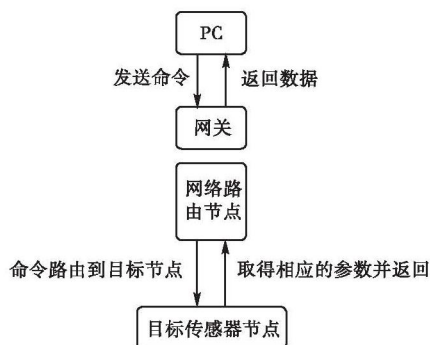 PC
发送命令
返回数据
网关
网络路
由节点
命令路由到目标节点
取得相应的参数并返回
目标传感器节点